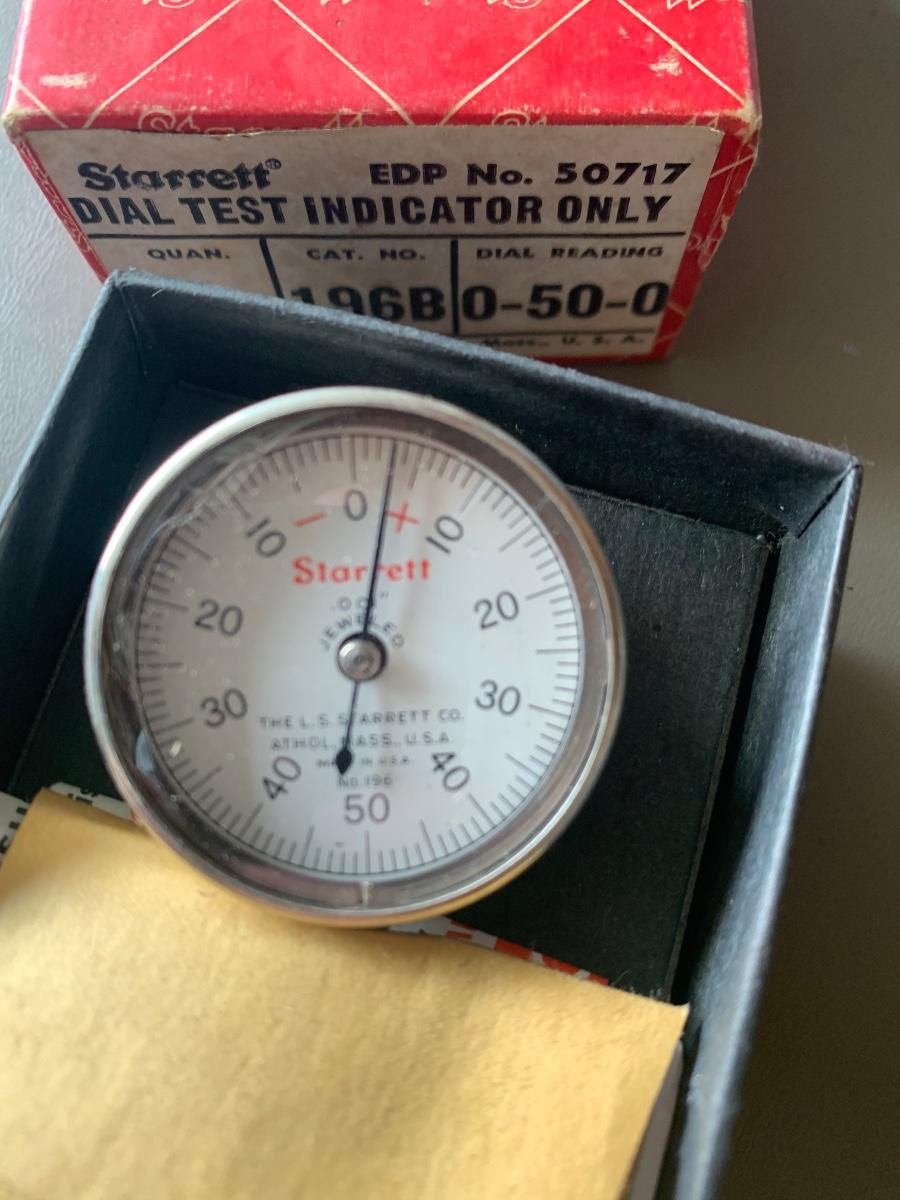 Starrett® EDP No. 50717
DIAL TEST INDICATOR ONLY
QUAN. CAT. NO. DIAL READING
196B 0-50-0
Mass., U. S. A.
10 − 0 + 10
Starrett
.001"
JEWELED
20 20
30 30
THE L.S. STARRETT CO.
ATHOL, MASS., U.S.A.
MADE IN U.S.A.
NO. 196
40 40
50